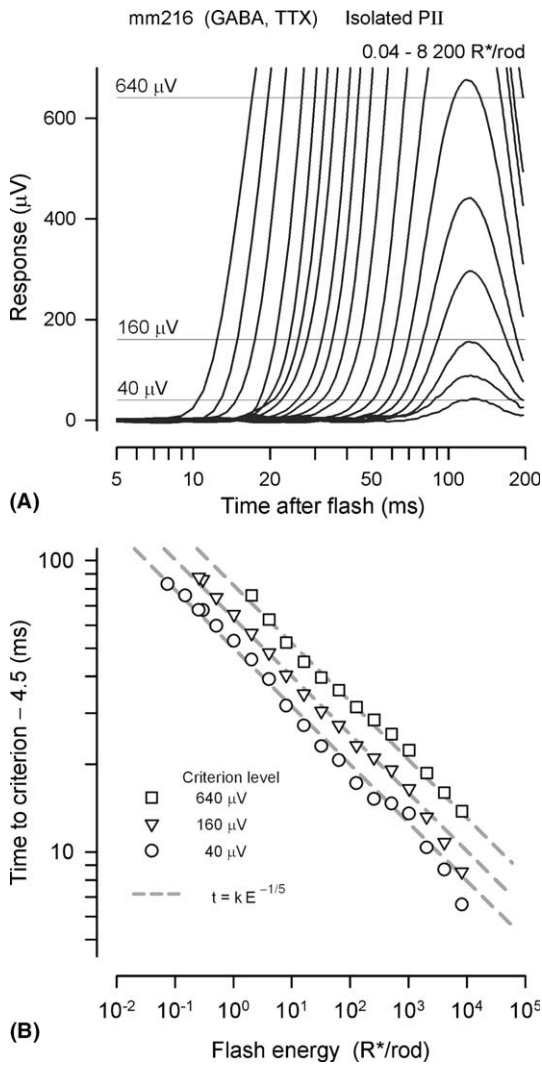 mm216 (GABA, TTX) Isolated PII
0.04 - 8 200 R*/rod
640 μV
600
400
Response (μV)
200
160 μV
40 μV
0
5 10 20 30 50 100 200
Time after flash (ms)
(A)
100
Time to criterion – 4.5 (ms)
Criterion level
640 μV
160 μV
40 μV
10
t = k E^{-1/5}
10^{-2} 10^{-1} 10^{0} 10^{1} 10^{2} 10^{3} 10^{4} 10^{5}
Flash energy (R*/rod)
(B)